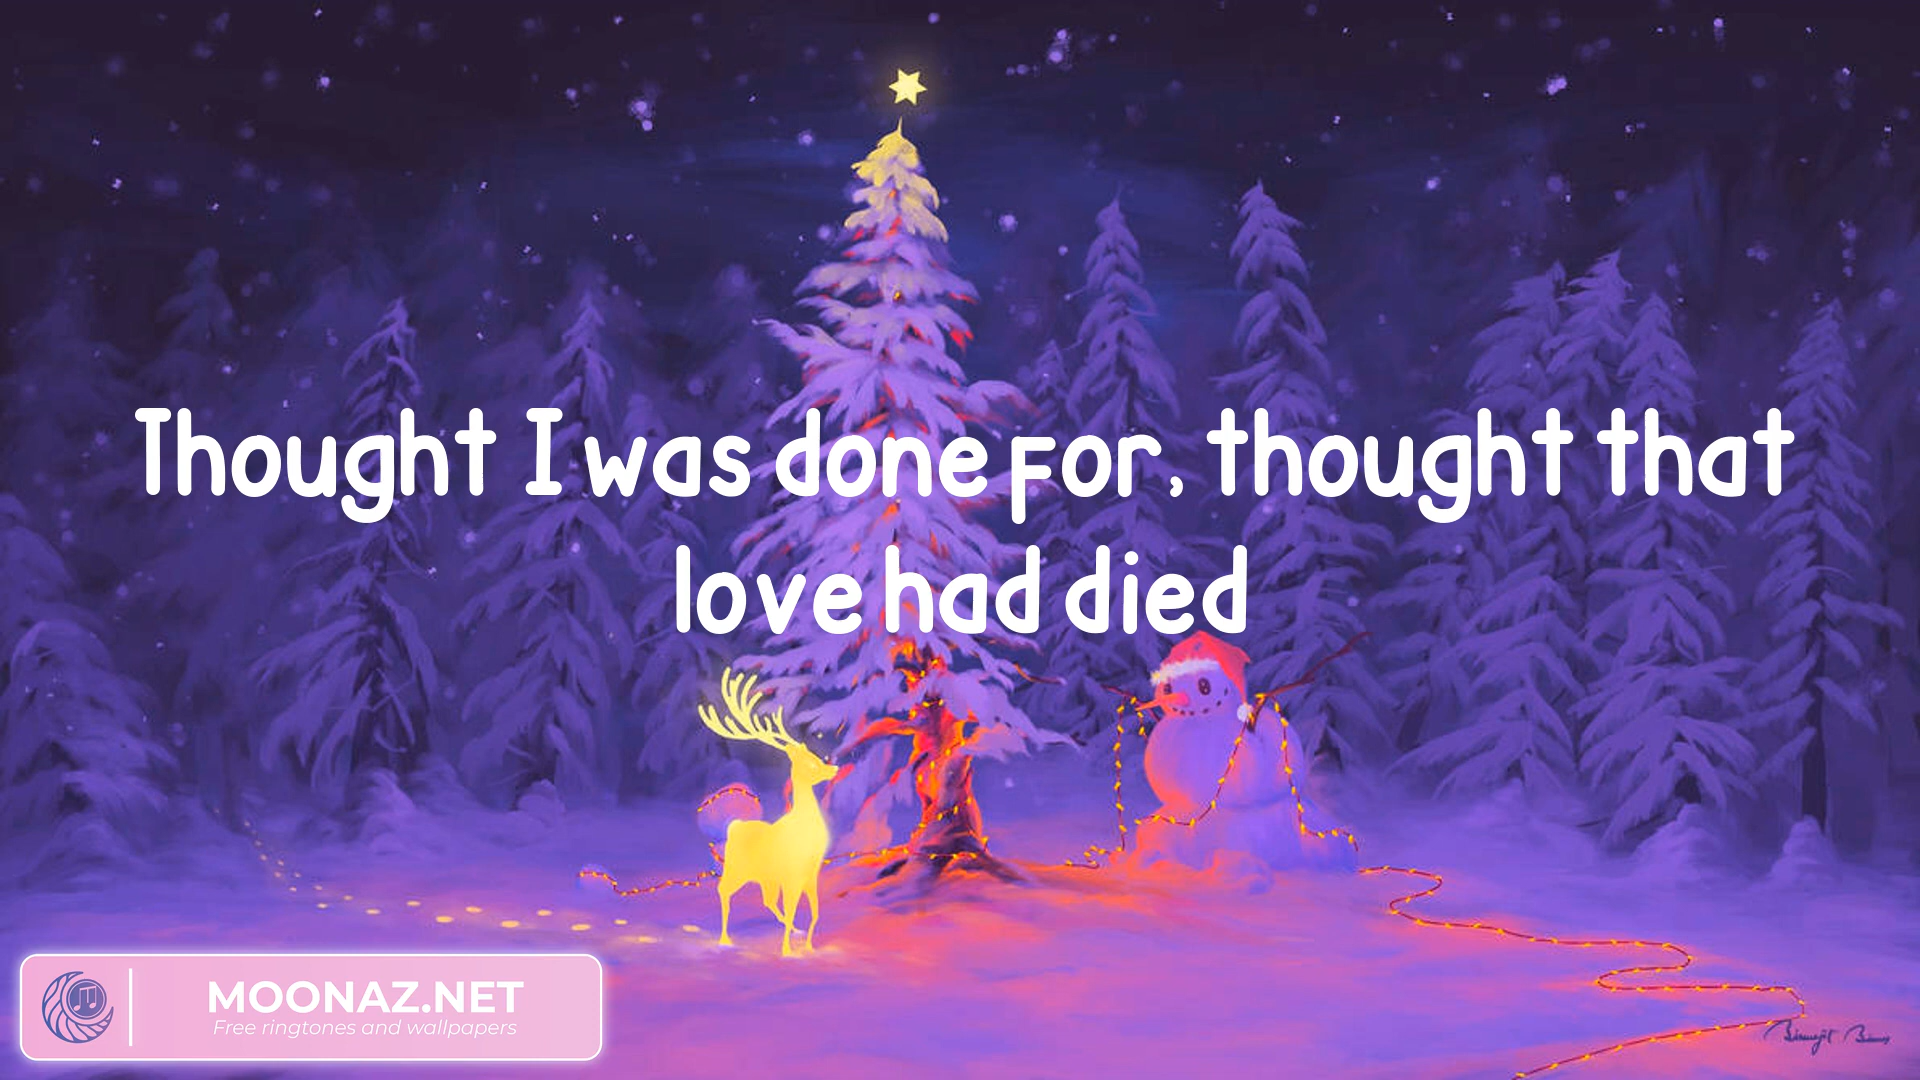 Thought I was done for, thought that
love had died
MOONAZ.NET
Free ringtones and wallpapers